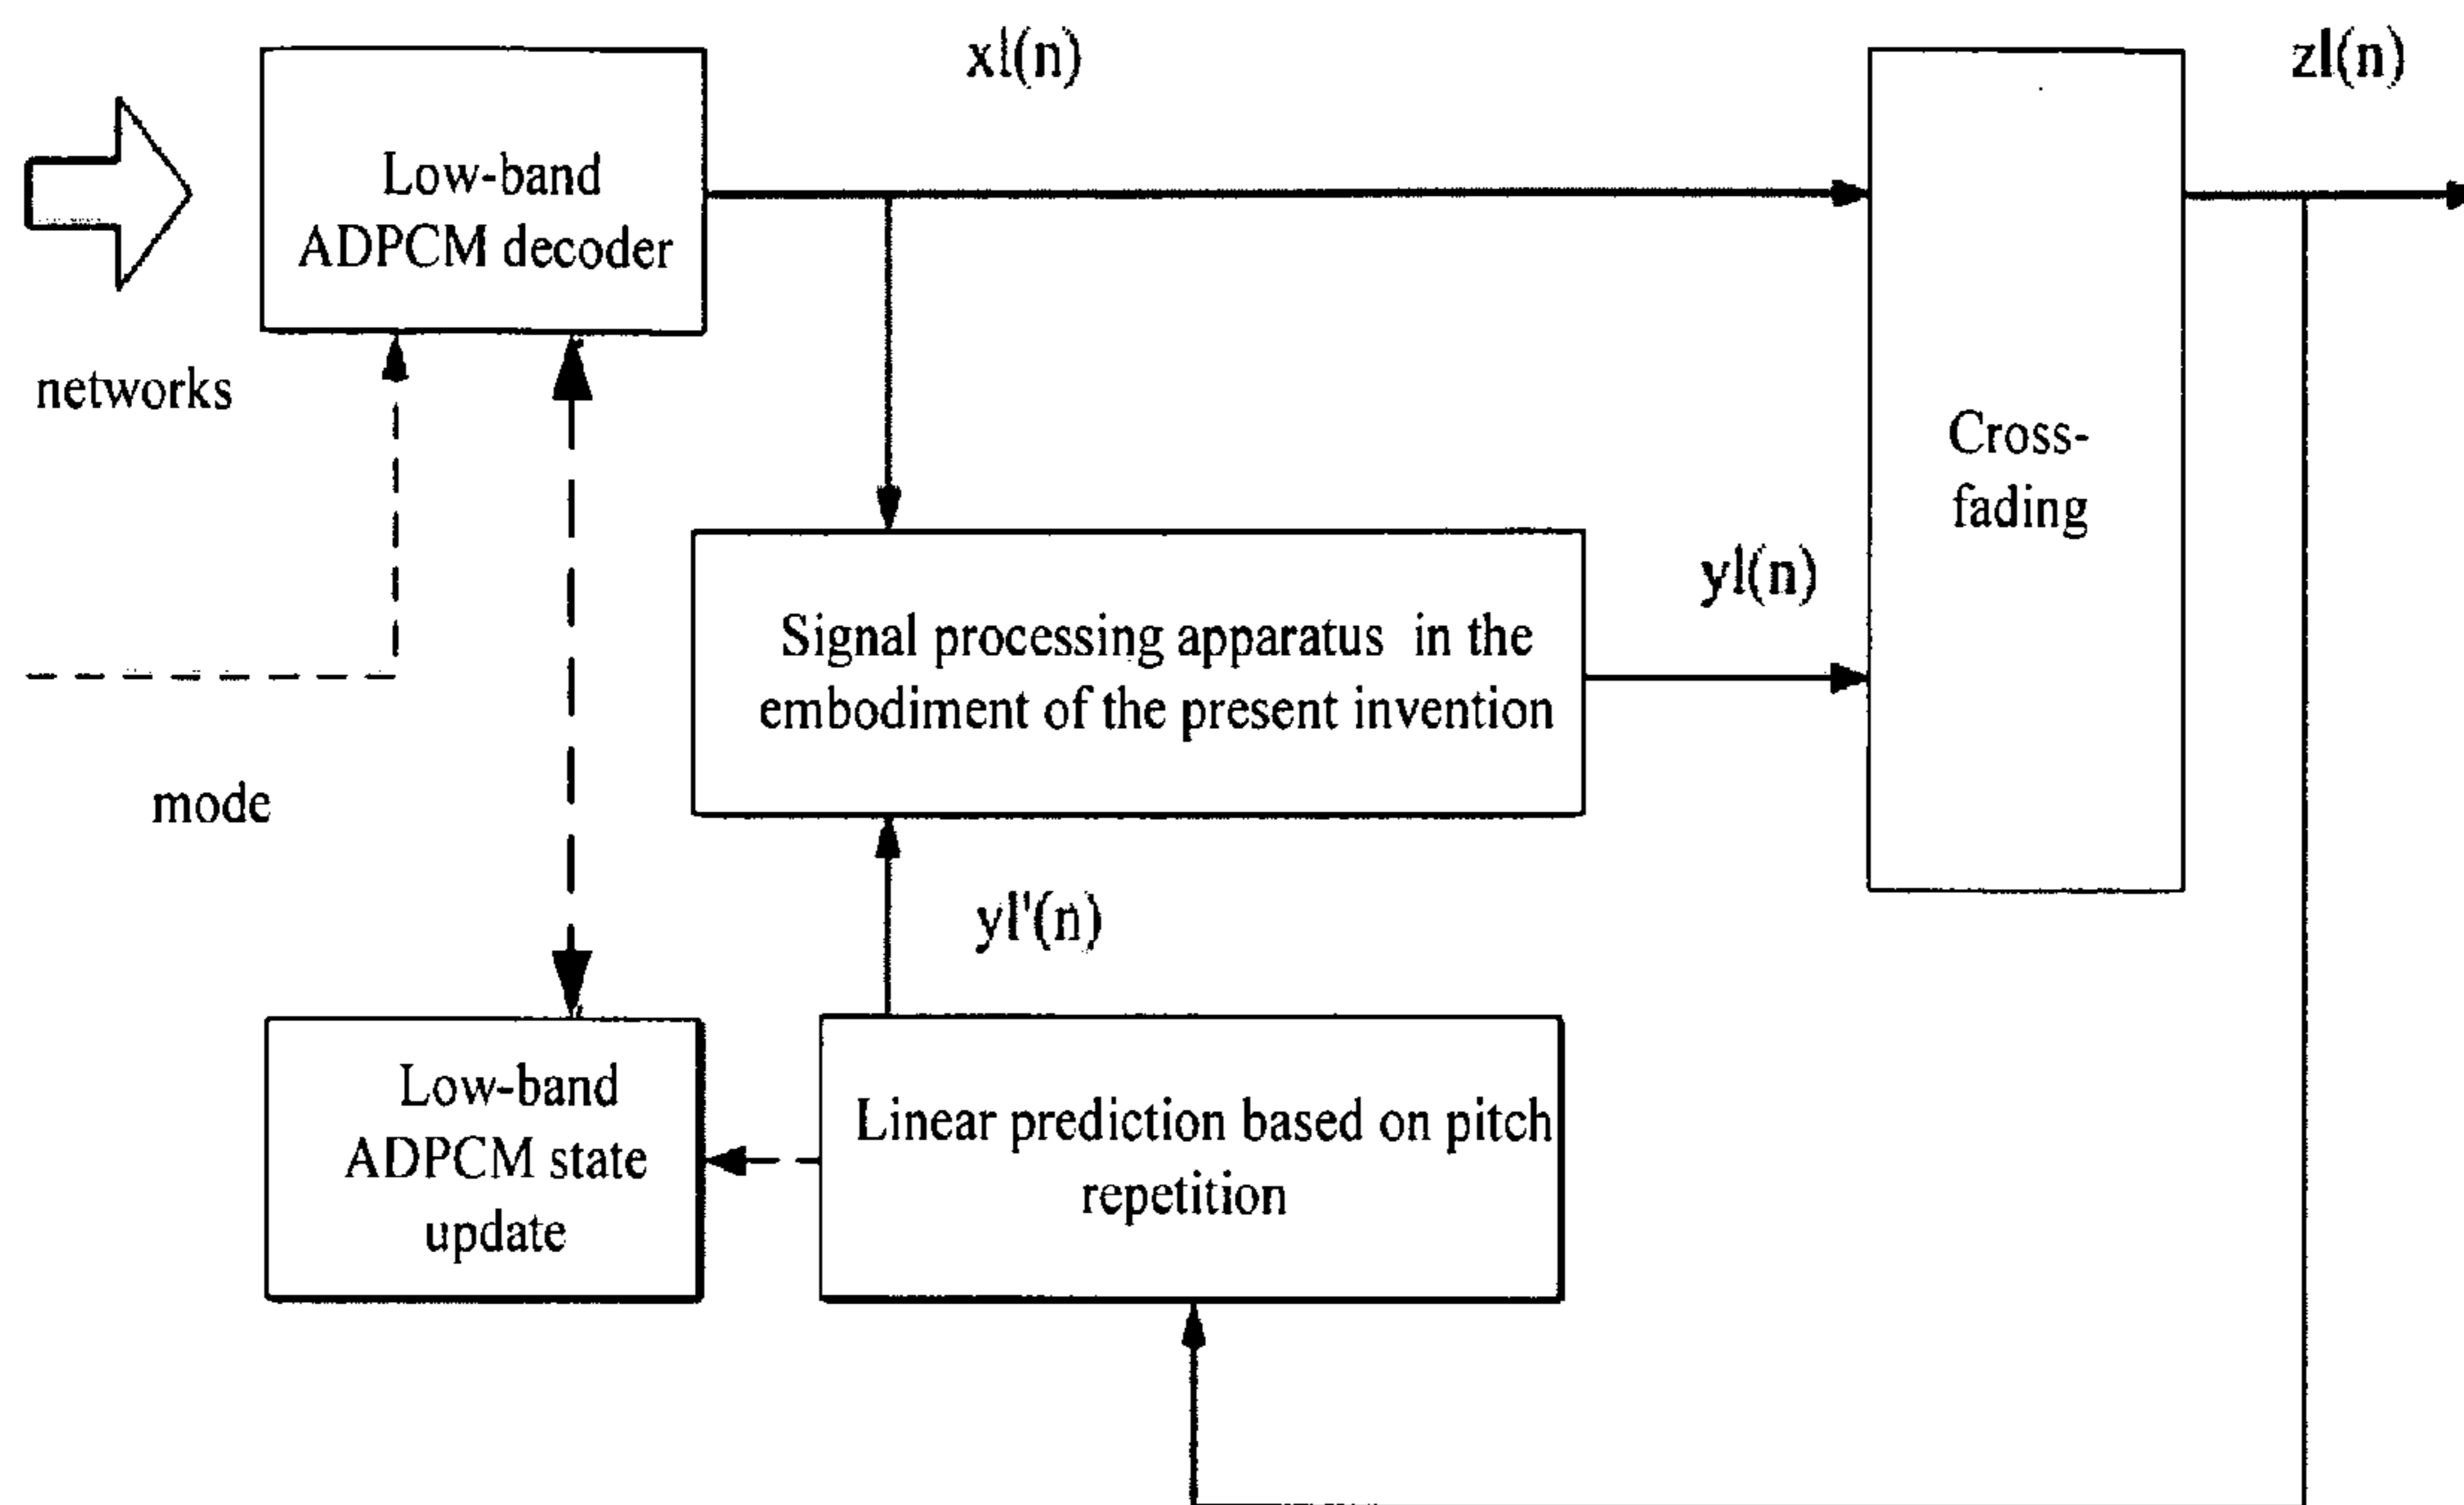 xl(n)
zl(n)
Low-band
ADPCM decoder
networks
Cross-
fading
yl(n)
Signal processing apparatus in the
embodiment of the present invention
mode
yl'(n)
Low-band
ADPCM state
update
Linear prediction based on pitch
repetition